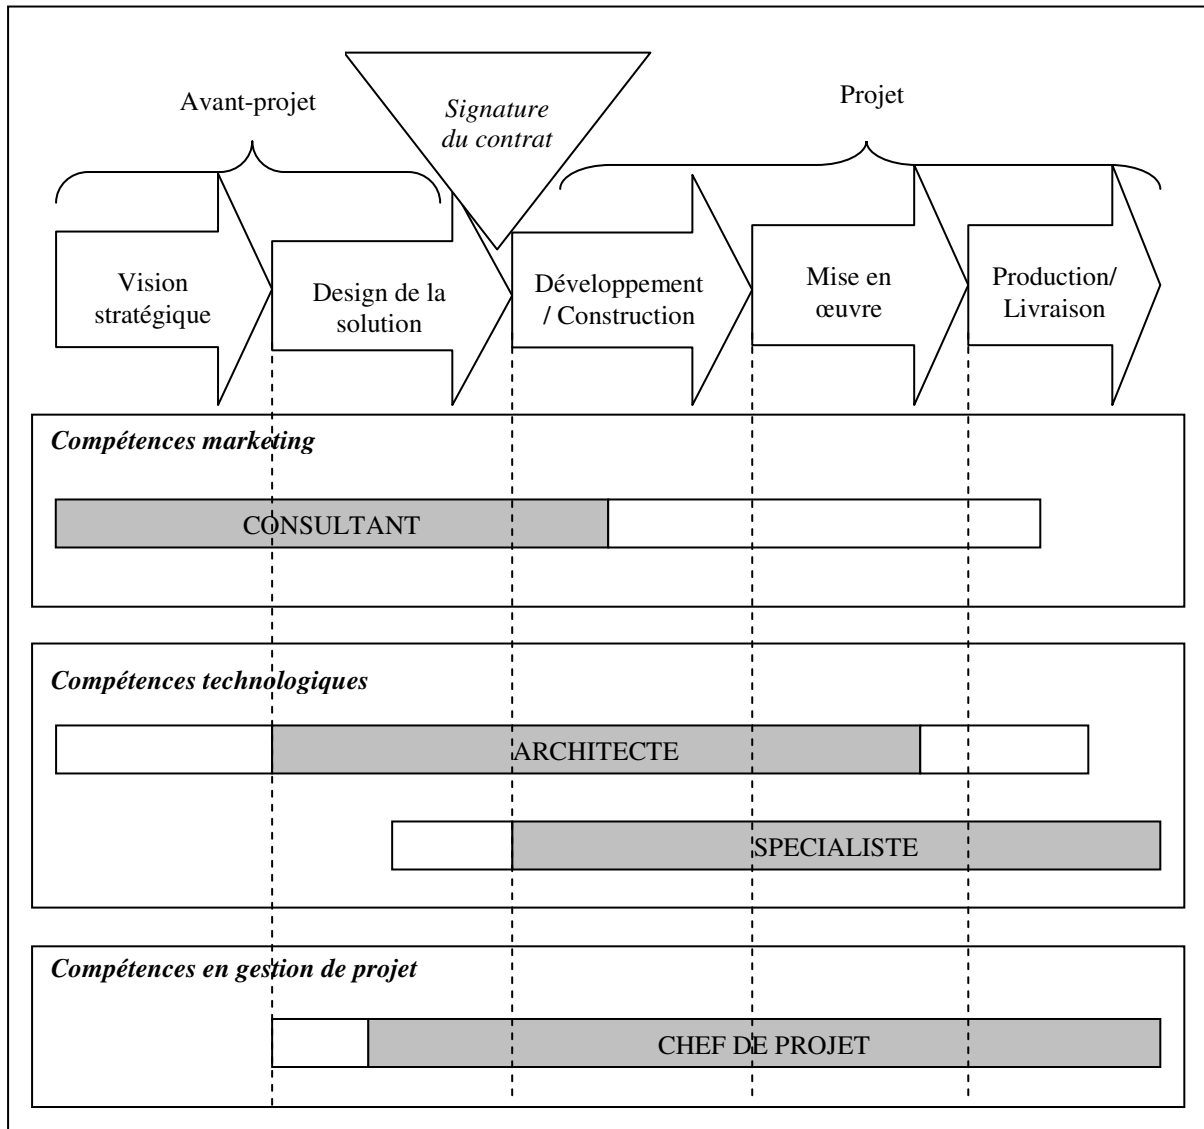 Avant-projet
Signature
du contrat
Projet
Vision
stratégique
Design de la
solution
Développement
/ Construction
Mise en
œuvre
Production/
Livraison
Compétences marketing
CONSULTANT
Compétences technologiques
ARCHITECTE
SPECIALISTE
Compétences en gestion de projet
CHEF DE PROJET